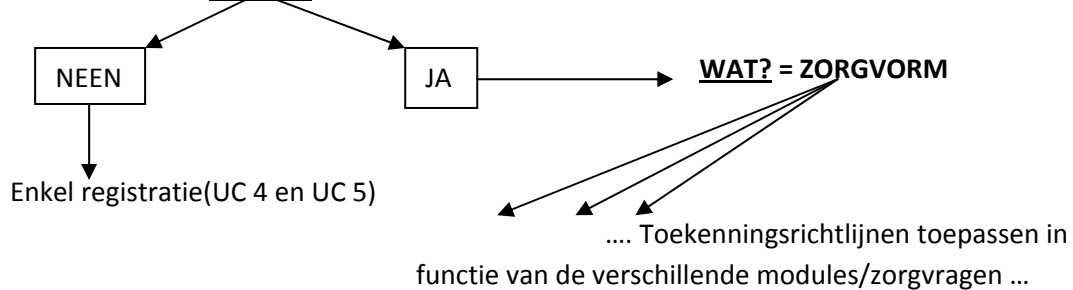 NEEN
JA
WAT? = ZORGVORM
Enkel registratie(UC 4 en UC 5)
…. Toekenningsrichtlijnen toepassen in
functie van de verschillende modules/zorgvragen …